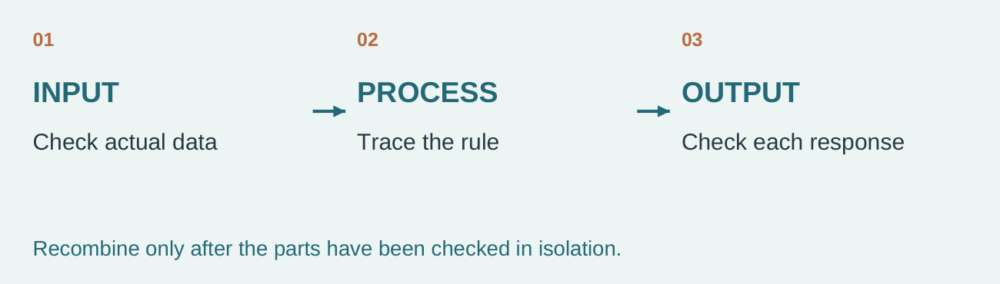 01
INPUT
Check actual data
02
PROCESS
Trace the rule
03
OUTPUT
Check each response
Recombine only after the parts have been checked in isolation.